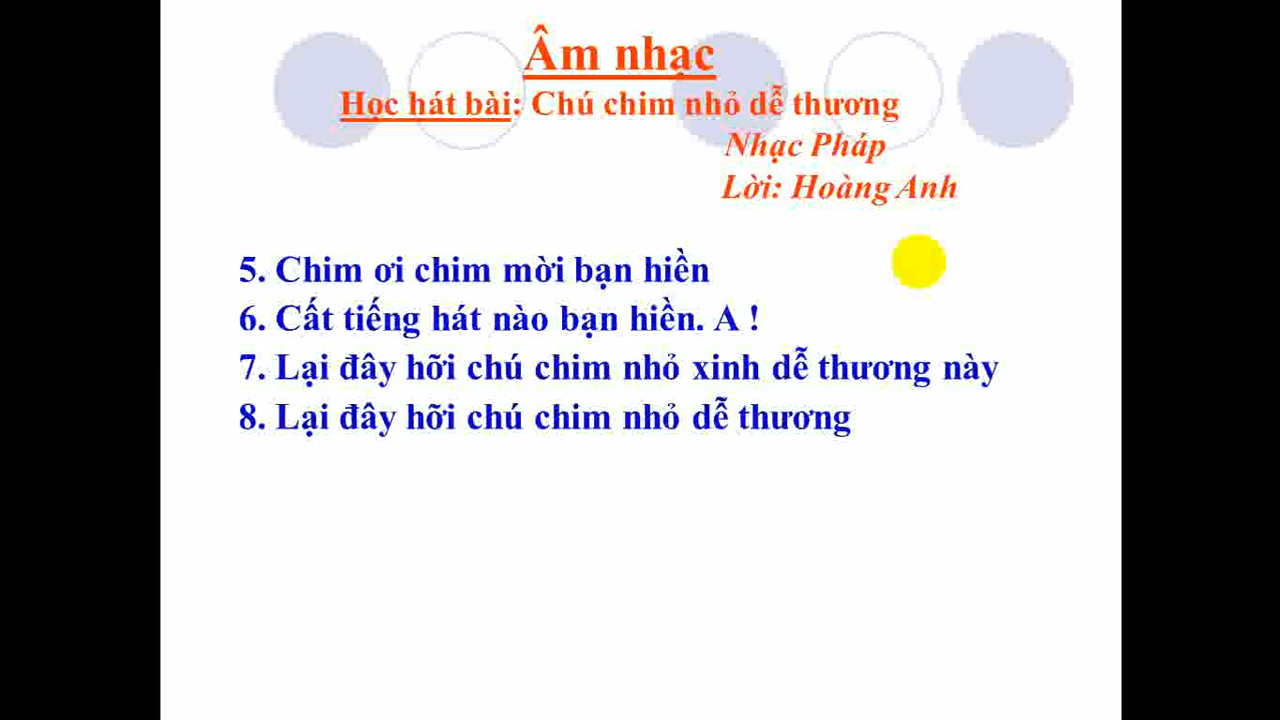 Âm nhạc
Học hát bài: Chú chim nhỏ dễ thương
Nhạc Pháp
Lời: Hoàng Anh
5. Chim ơi chim mời bạn hiền
6. Cất tiếng hát nào bạn hiền. A !
7. Lại đây hỡi chú chim nhỏ xinh dễ thương này
8. Lại đây hỡi chú chim nhỏ dễ thương